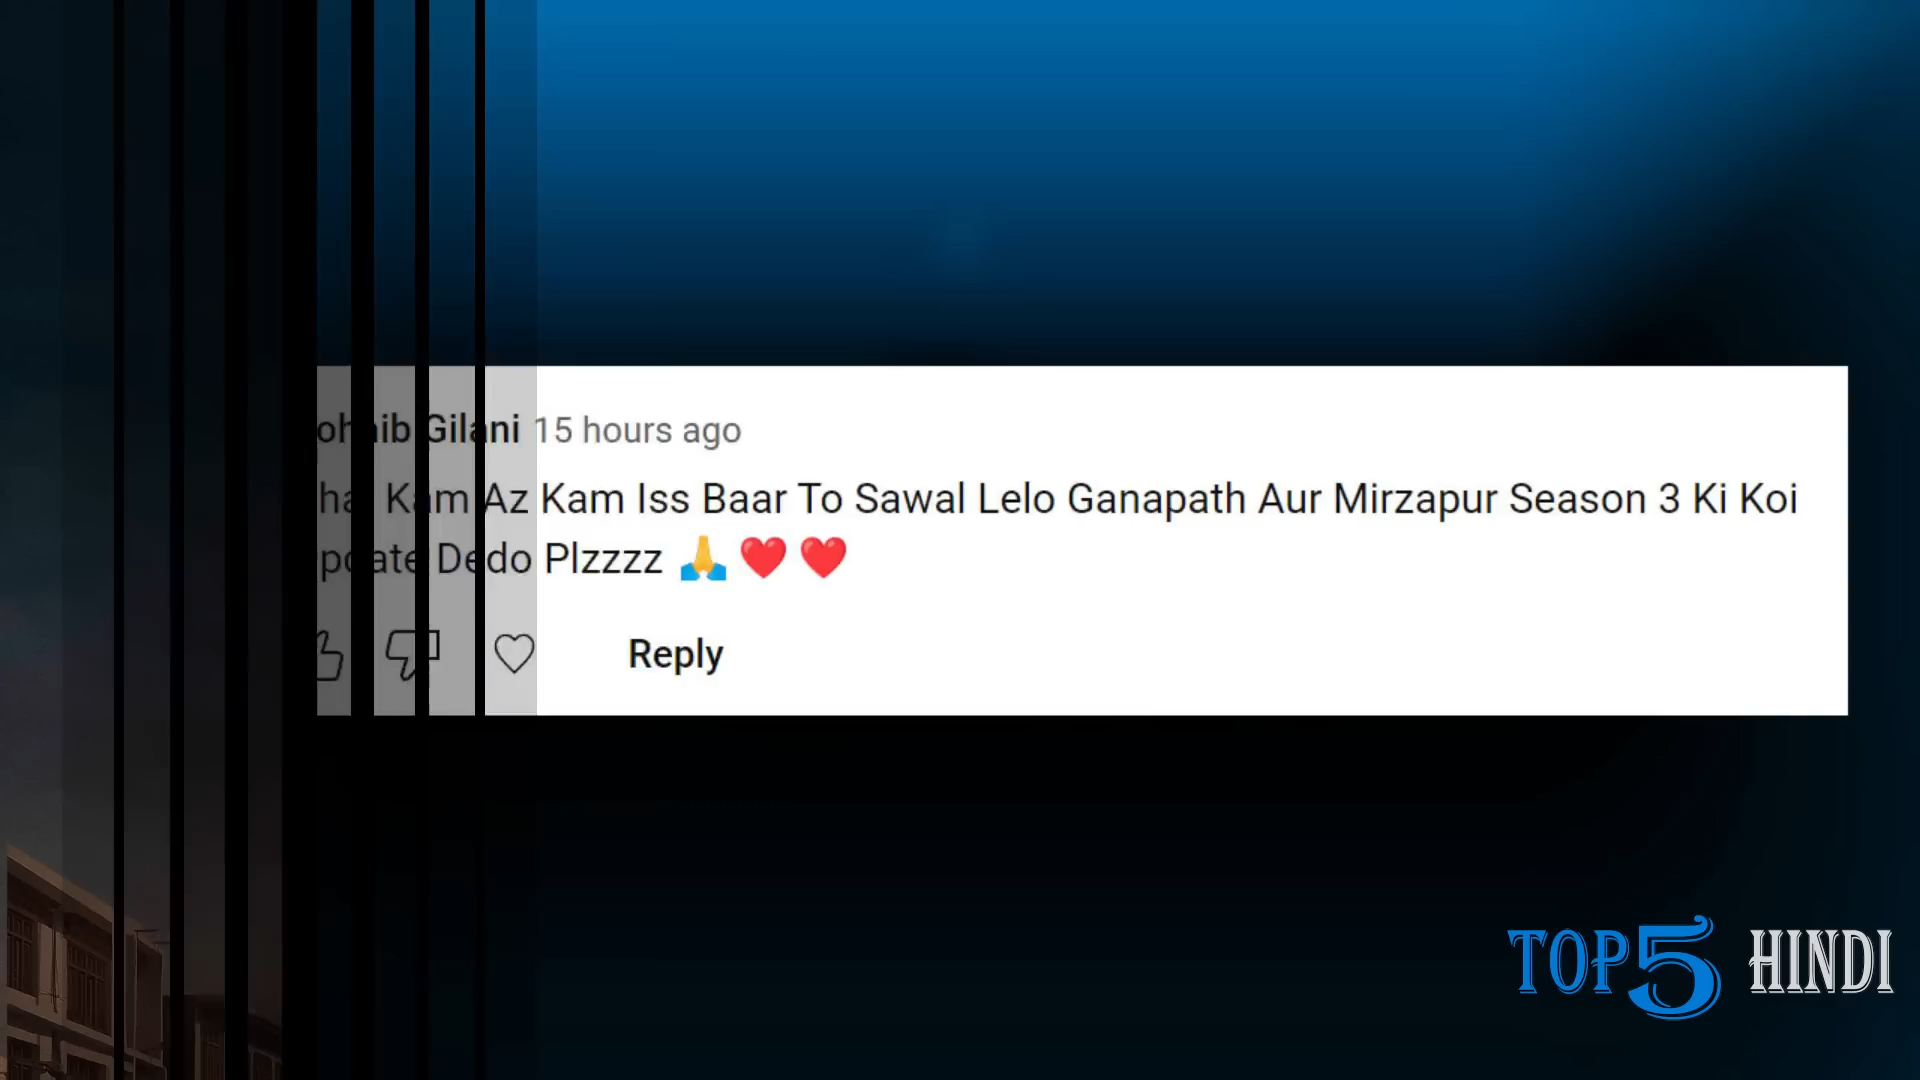 Gilani 15 hours ago
Kam Az Kam Iss Baar To Sawal Lelo Ganapath Aur Mirzapur Season 3 Ki Koi
Dedo Plzzzz 🙏 ❤️ ❤️
Reply
TOP5 HINDI